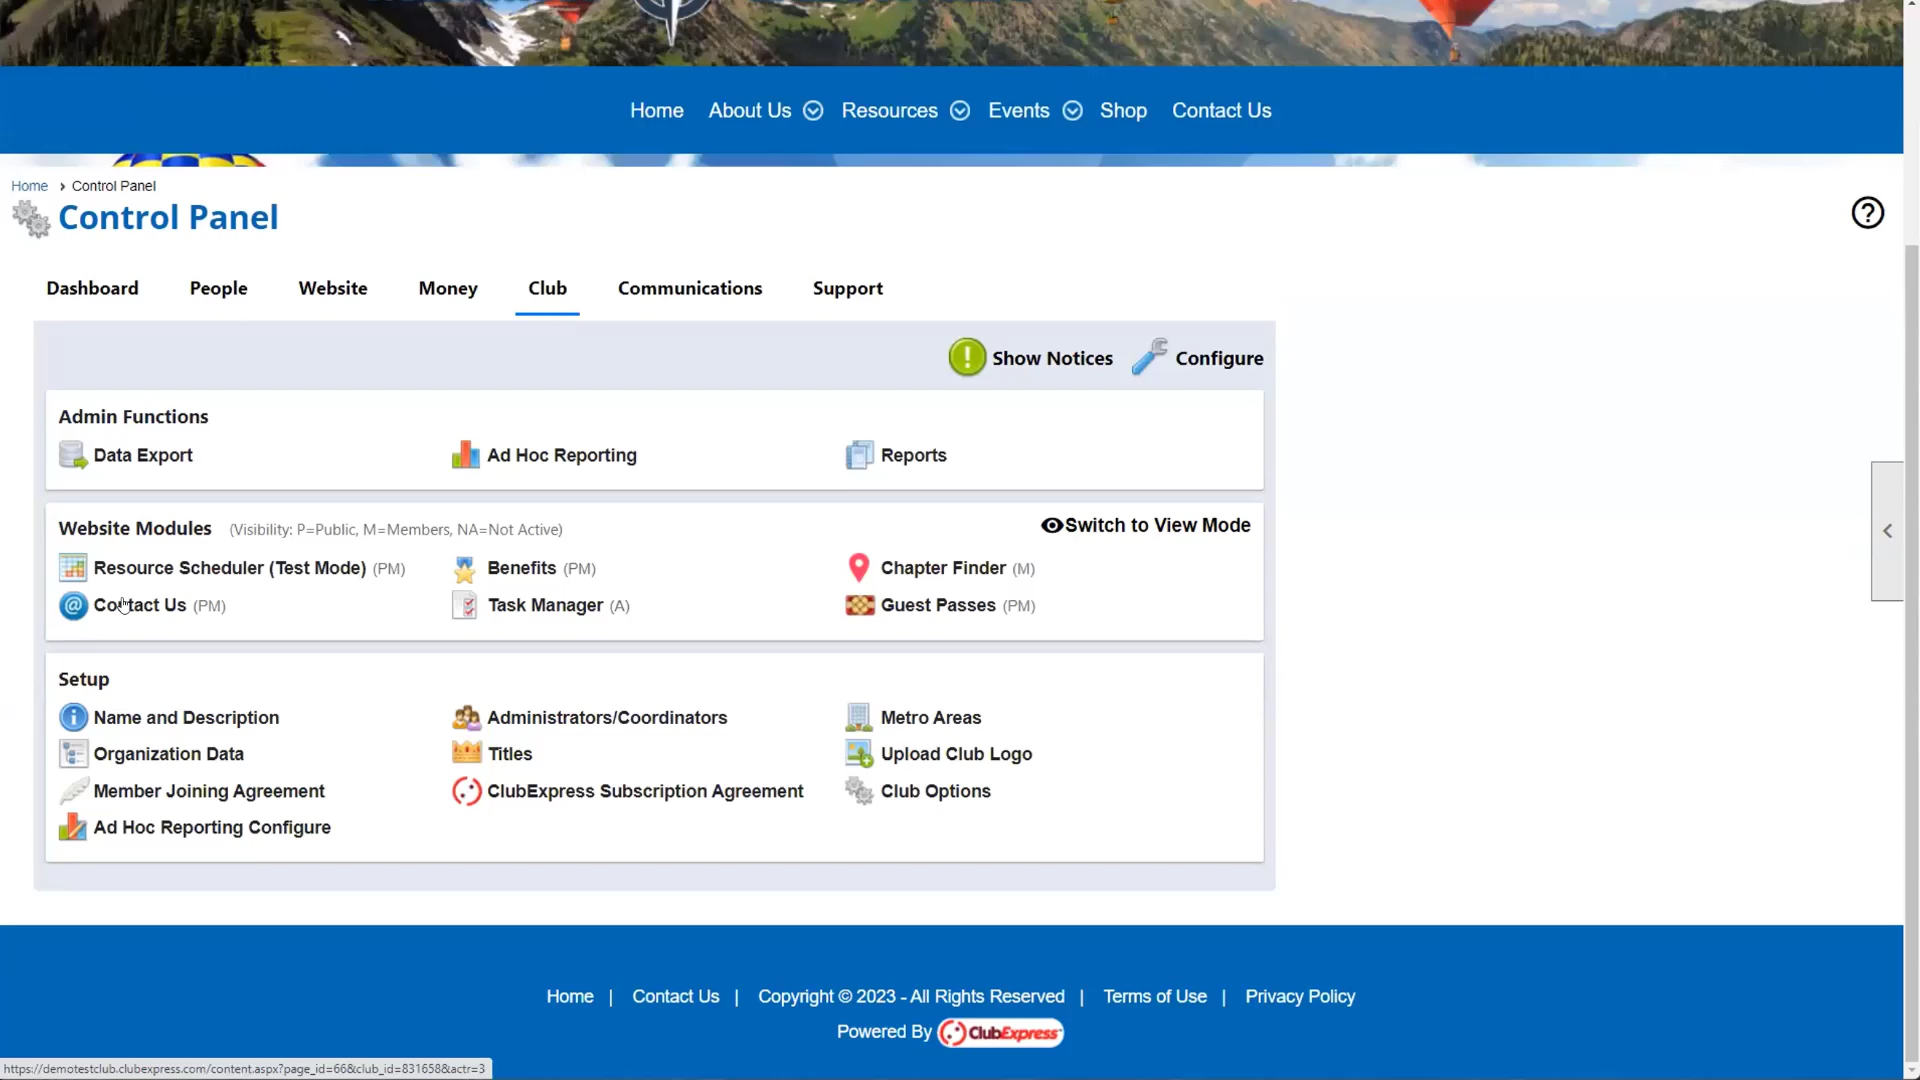 Home About Us Resources Events Shop Contact Us
Home › Control Panel
Control Panel
Dashboard People Website Money Club Communications Support
Show Notices Configure
Admin Functions
Data Export Ad Hoc Reporting Reports
Website Modules (Visibility: P=Public, M=Members, NA=Not Active) Switch to View Mode
Resource Scheduler (Test Mode) (PM) Benefits (PM) Chapter Finder (M)
Contact Us (PM) Task Manager (A) Guest Passes (PM)
Setup
Name and Description Administrators/Coordinators Metro Areas
Organization Data Titles Upload Club Logo
Member Joining Agreement ClubExpress Subscription Agreement Club Options
Ad Hoc Reporting Configure
Home | Contact Us | Copyright © 2023 - All Rights Reserved | Terms of Use | Privacy Policy
Powered By ClubExpress
https://demotestclub.clubexpress.com/content.aspx?page_id=66&club_id=831658&actr=3